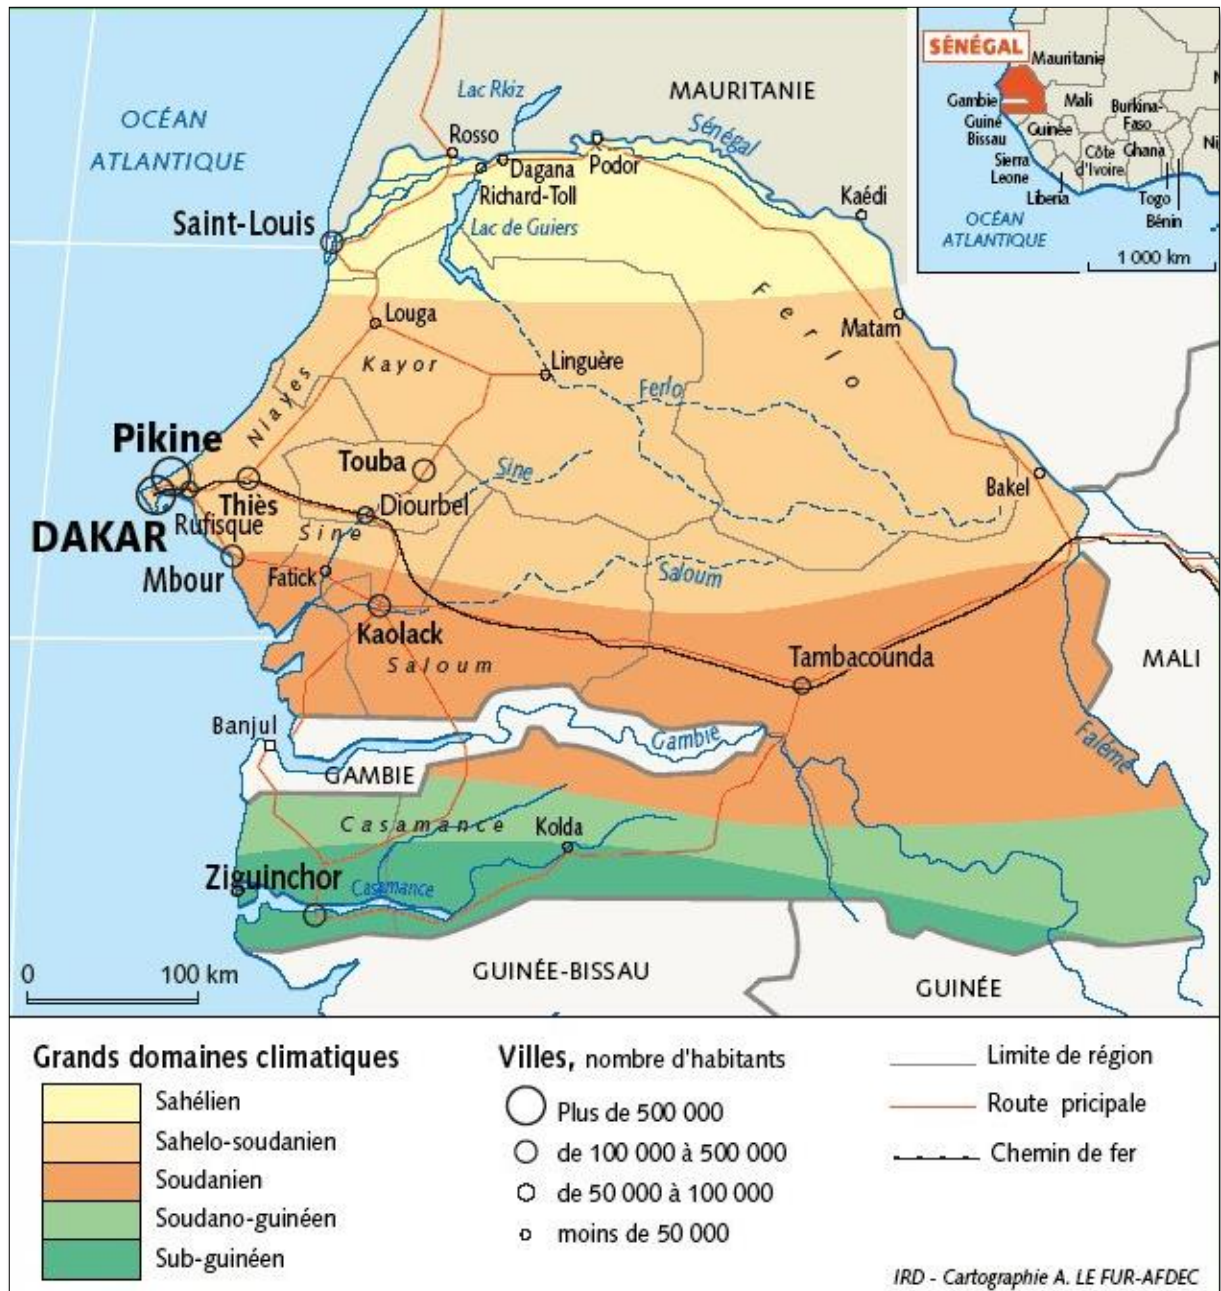 SÉNÉGAL
Mauritanie
Gambie
Mali
Burkina-
Faso
Guiné
Bissau
Guinée
Côte
d'Ivoire
Ghana
Ni
Sierra
Leone
Liberia
Togo
Bénin
OCÉAN
ATLANTIQUE
1 000 km
OCÉAN
ATLANTIQUE
Lac Rkiz
MAURITANIE
Sénégal
Rosso
Dagana
Podor
Richard-Toll
Kaédi
Saint-Louis
Lac de Guiers
Ferlo
Louga
Matam
Kayor
Linguère
Niayes
Ferlo
Pikine
Touba
Sine
Bakel
Thiès
Diourbel
DAKAR
Rufisque
Sine
Mbour
Fatick
Saloum
Kaolack
Saloum
Tambacounda
MALI
Banjul
Gambie
Falémé
GAMBIE
Casamance
Kolda
Ziguinchor
Casamance
GUINÉE-BISSAU
GUINÉE
0 100 km
Grands domaines climatiques
Sahélien
Sahelo-soudanien
Soudanien
Soudano-guinéen
Sub-guinéen
Villes, nombre d'habitants
Plus de 500 000
de 100 000 à 500 000
de 50 000 à 100 000
moins de 50 000
Limite de région
Route pricipale
Chemin de fer
IRD - Cartographie A. LE FUR-AFDEC